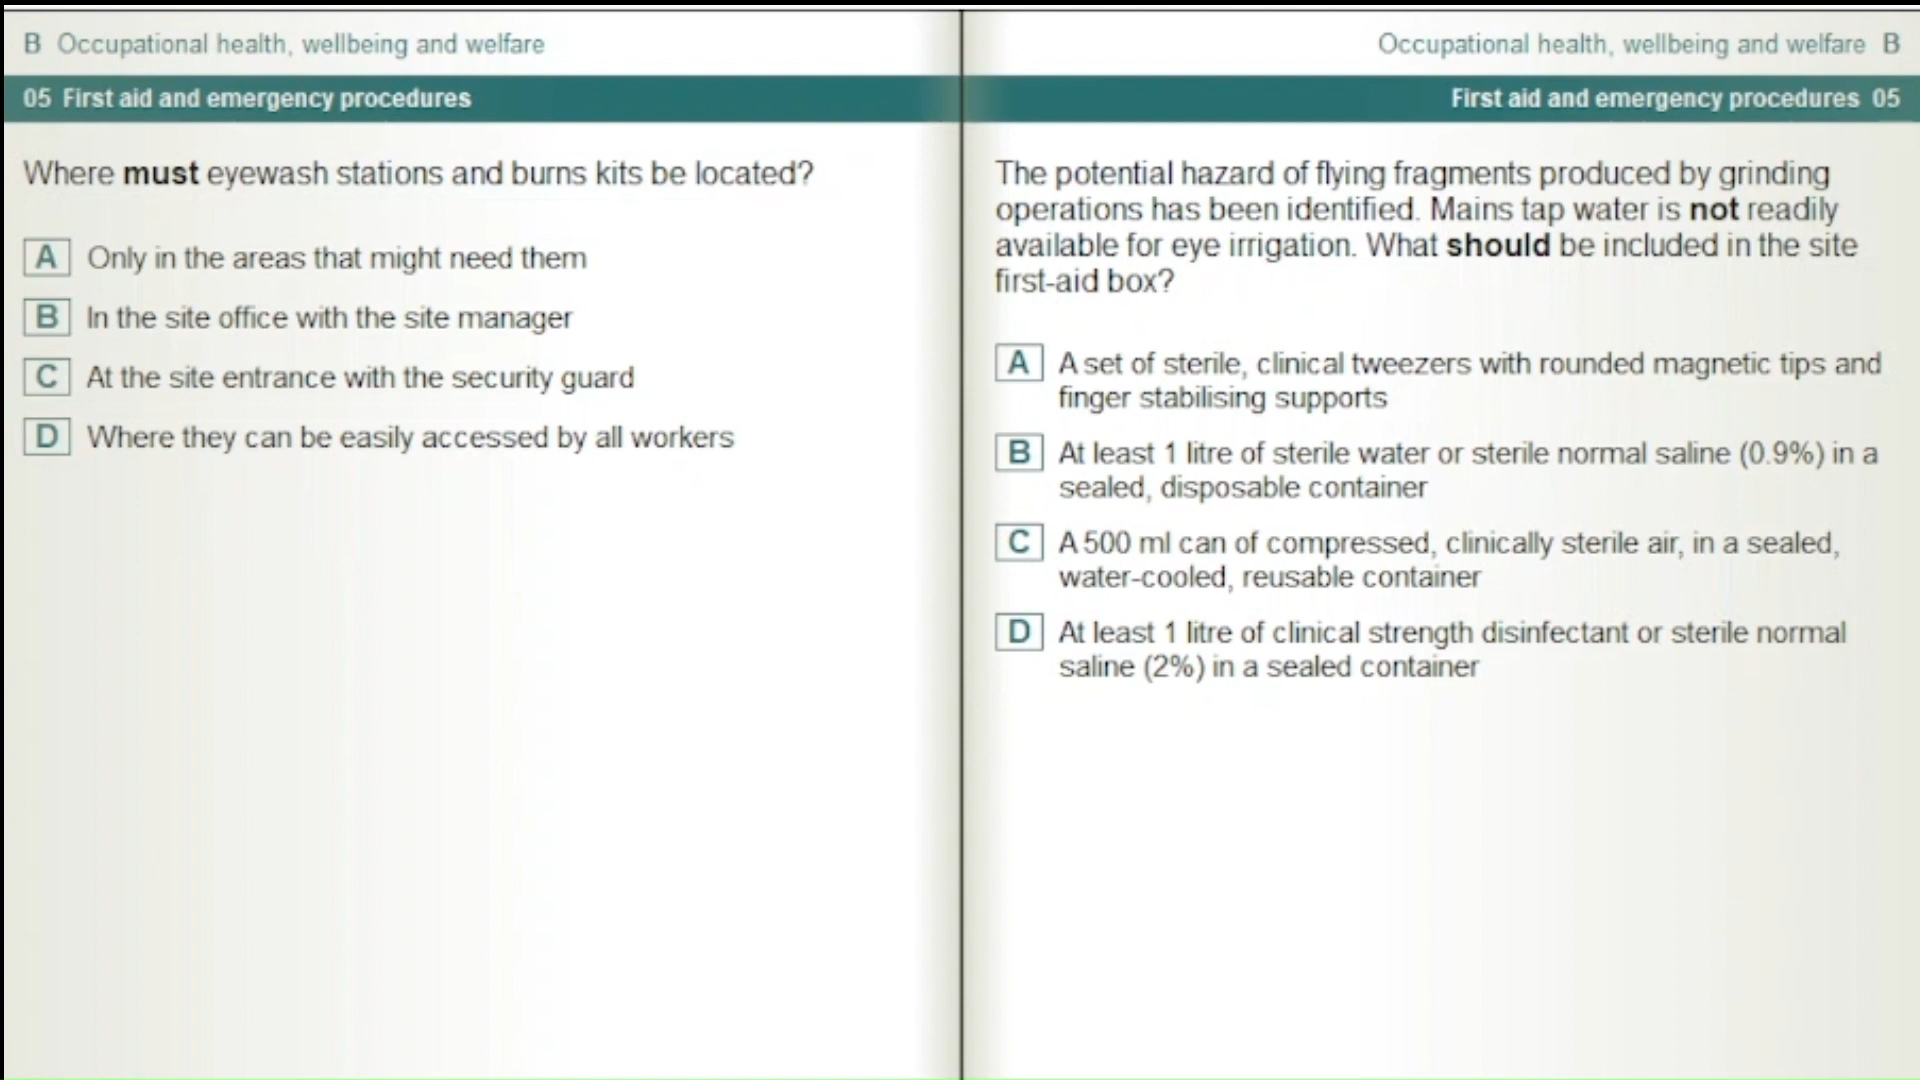 B Occupational health, wellbeing and welfare
05 First aid and emergency procedures
Where must eyewash stations and burns kits be located?
A Only in the areas that might need them
B In the site office with the site manager
C At the site entrance with the security guard
D Where they can be easily accessed by all workers
Occupational health, wellbeing and welfare B
First aid and emergency procedures 05
The potential hazard of flying fragments produced by grinding
operations has been identified. Mains tap water is not readily
available for eye irrigation. What should be included in the site
first-aid box?
A A set of sterile, clinical tweezers with rounded magnetic tips and
finger stabilising supports
B At least 1 litre of sterile water or sterile normal saline (0.9%) in a
sealed, disposable container
C A 500 ml can of compressed, clinically sterile air, in a sealed,
water-cooled, reusable container
D At least 1 litre of clinical strength disinfectant or sterile normal
saline (2%) in a sealed container